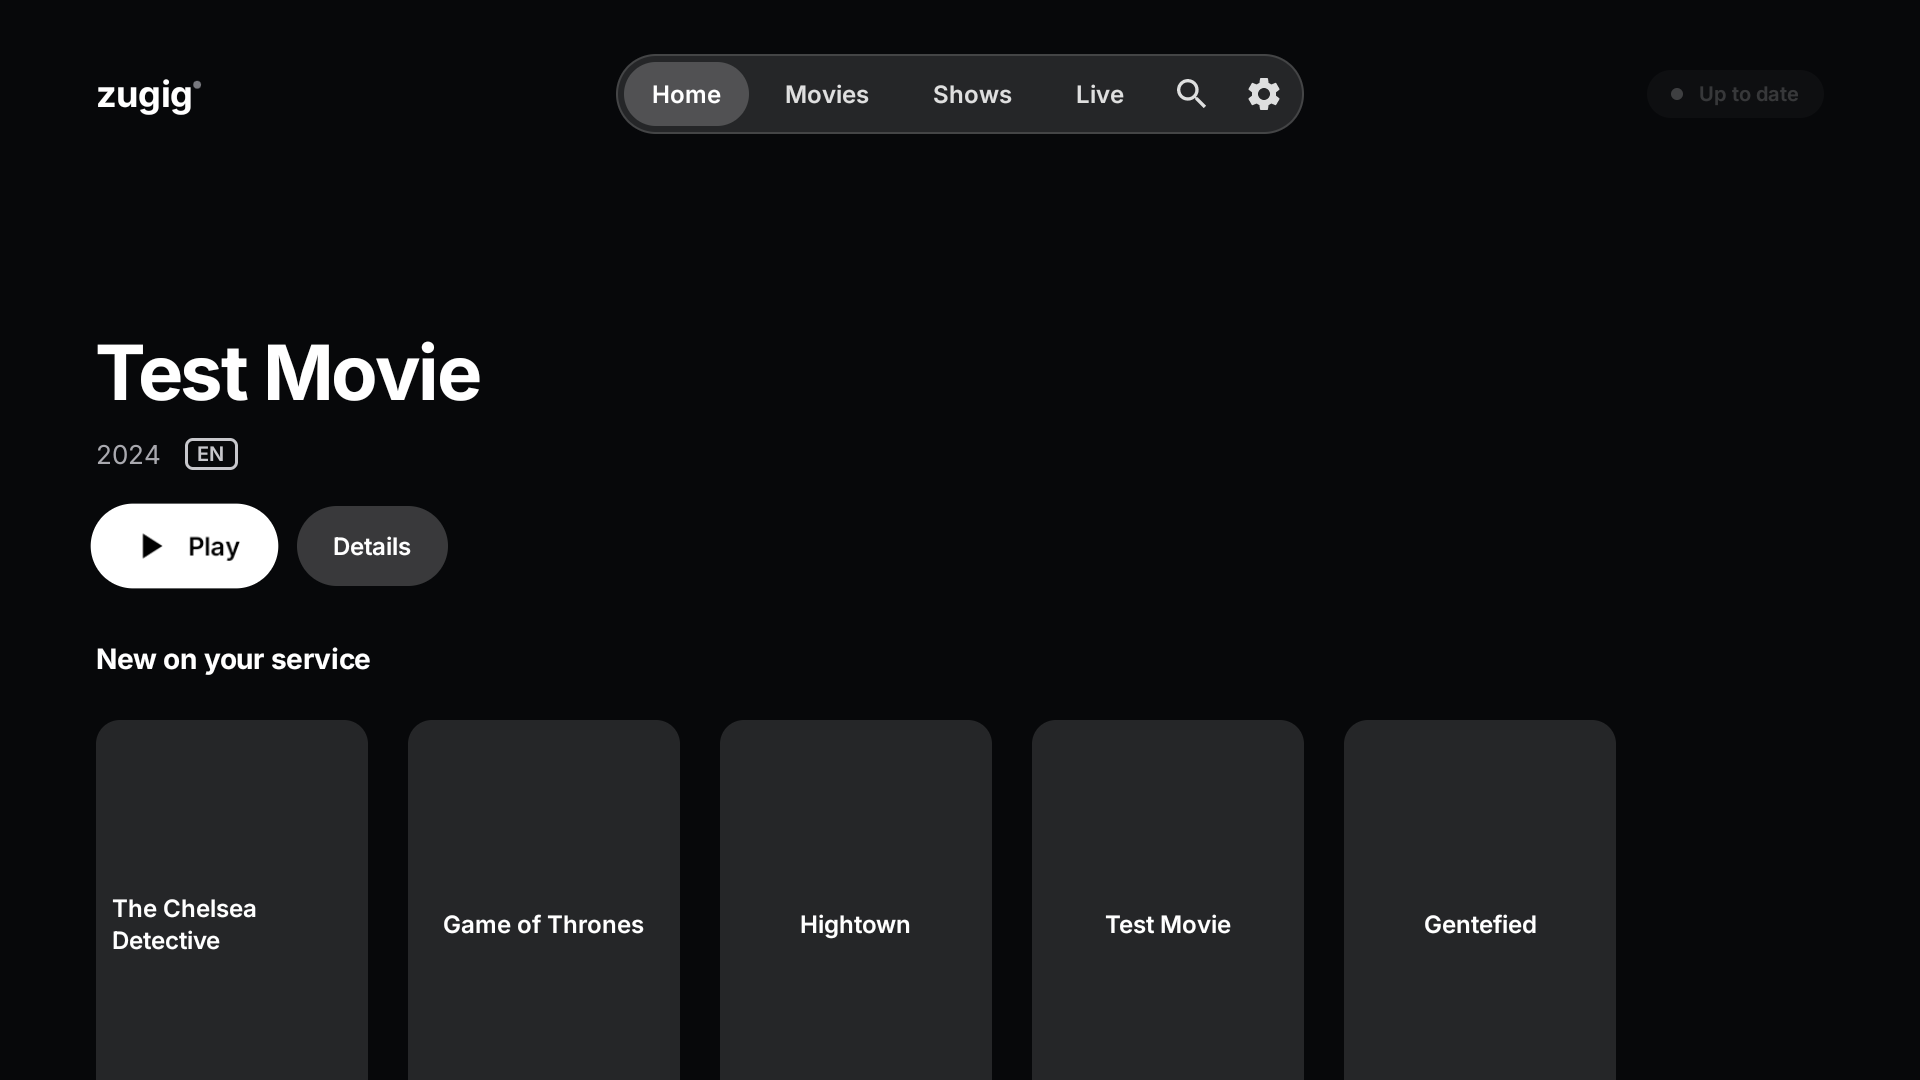 zugig
Home Movies Shows Live
Up to date
Test Movie
2024 EN
Play Details
New on your service
The Chelsea
Detective
Game of Thrones
Hightown
Test Movie
Gentefied